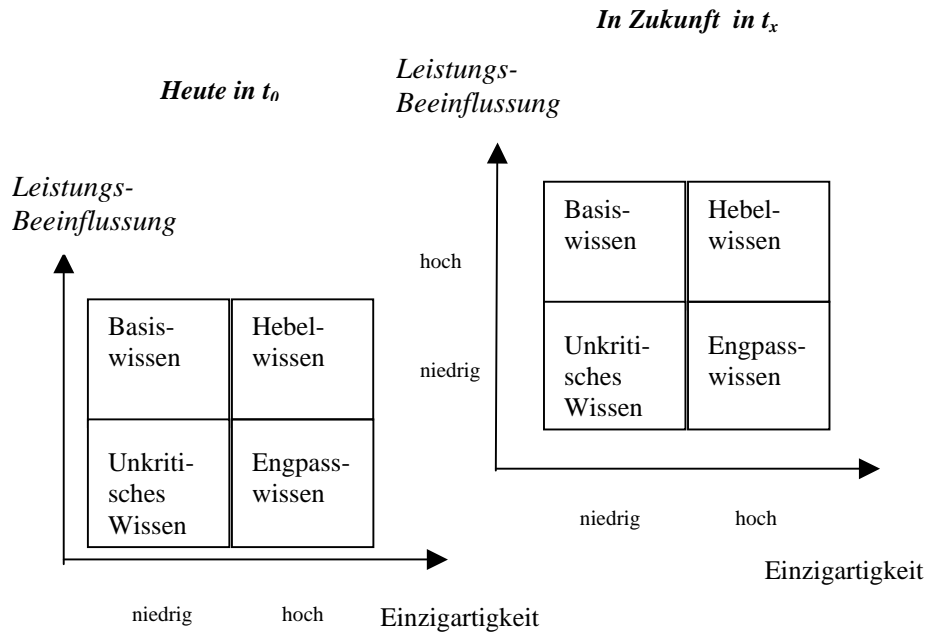 In Zukunft in tx
Heute in t0
Leistungs-
Beeinflussung
Leistungs-
Beeinflussung
Basis-
wissen
Hebel-
wissen
Unkriti-
sches
Wissen
Engpass-
wissen
niedrig
hoch
Einzigartigkeit
hoch
niedrig
Basis-
wissen
Hebel-
wissen
Unkriti-
sches
Wissen
Engpass-
wissen
niedrig
hoch
Einzigartigkeit